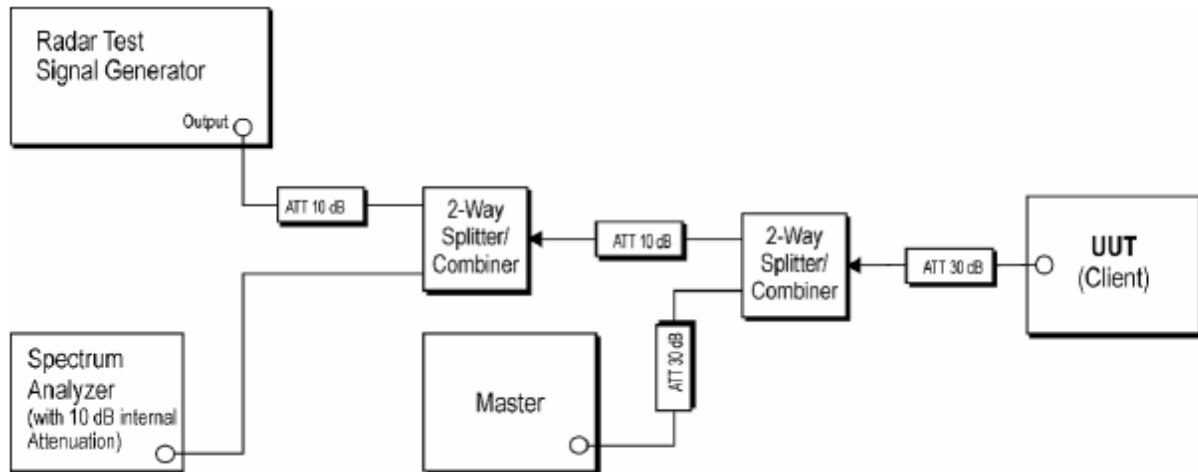 Radar Test
Signal Generator
Output
ATT 10 dB
2-Way
Splitter/
Combiner
ATT 10 dB
2-Way
Splitter/
Combiner
ATT 30 dB
UUT
(Client)
Spectrum
Analyzer
(with 10 dB internal
Attenuation)
Master
ATT 30 dB